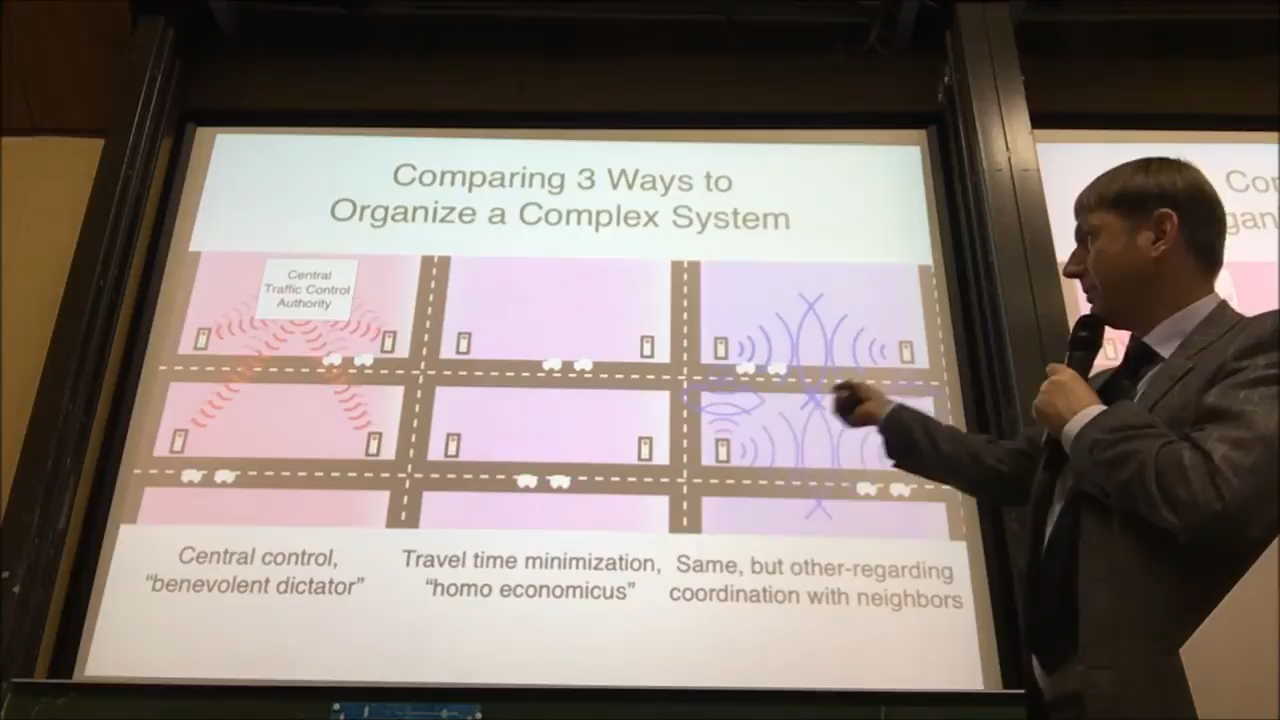 Comparing 3 Ways to
Organize a Complex System
Central
Traffic Control
Authority
Central control,
“benevolent dictator”
Travel time minimization,
“homo economicus”
Same, but other-regarding
coordination with neighbors